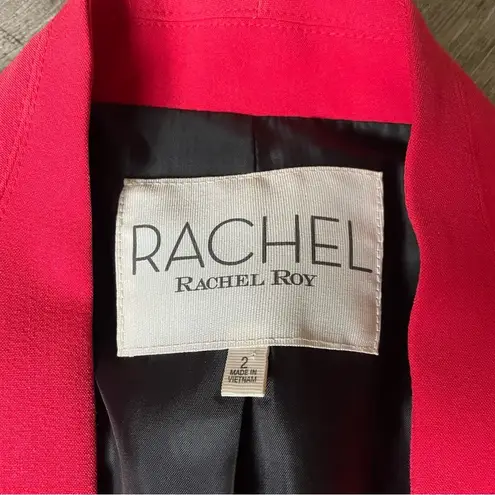 RACHEL
RACHEL ROY
2
MADE IN
VIETNAM